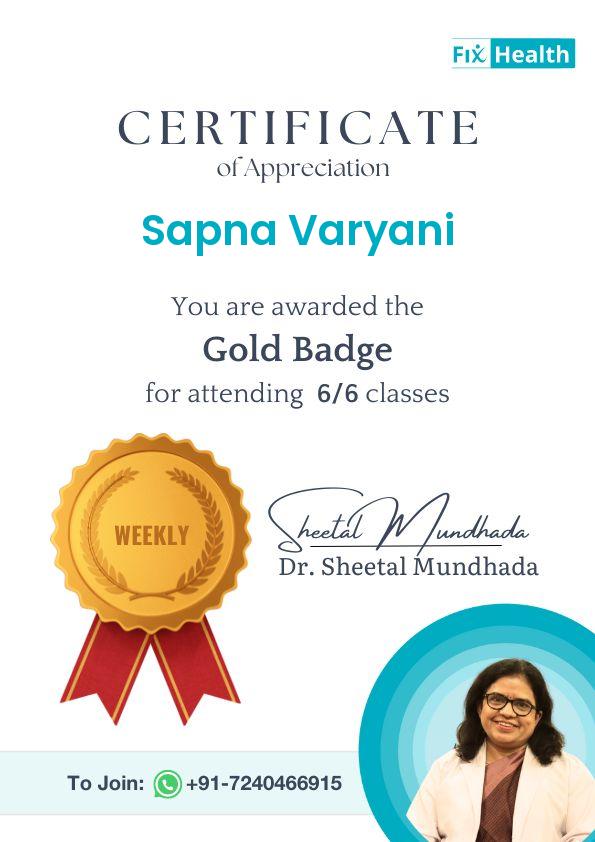 Fix Health
CERTIFICATE
of Appreciation
Sapna Varyani
You are awarded the
Gold Badge
for attending 6/6 classes
WEEKLY
Sheetal Mundhada
Dr. Sheetal Mundhada
To Join: +91-7240466915